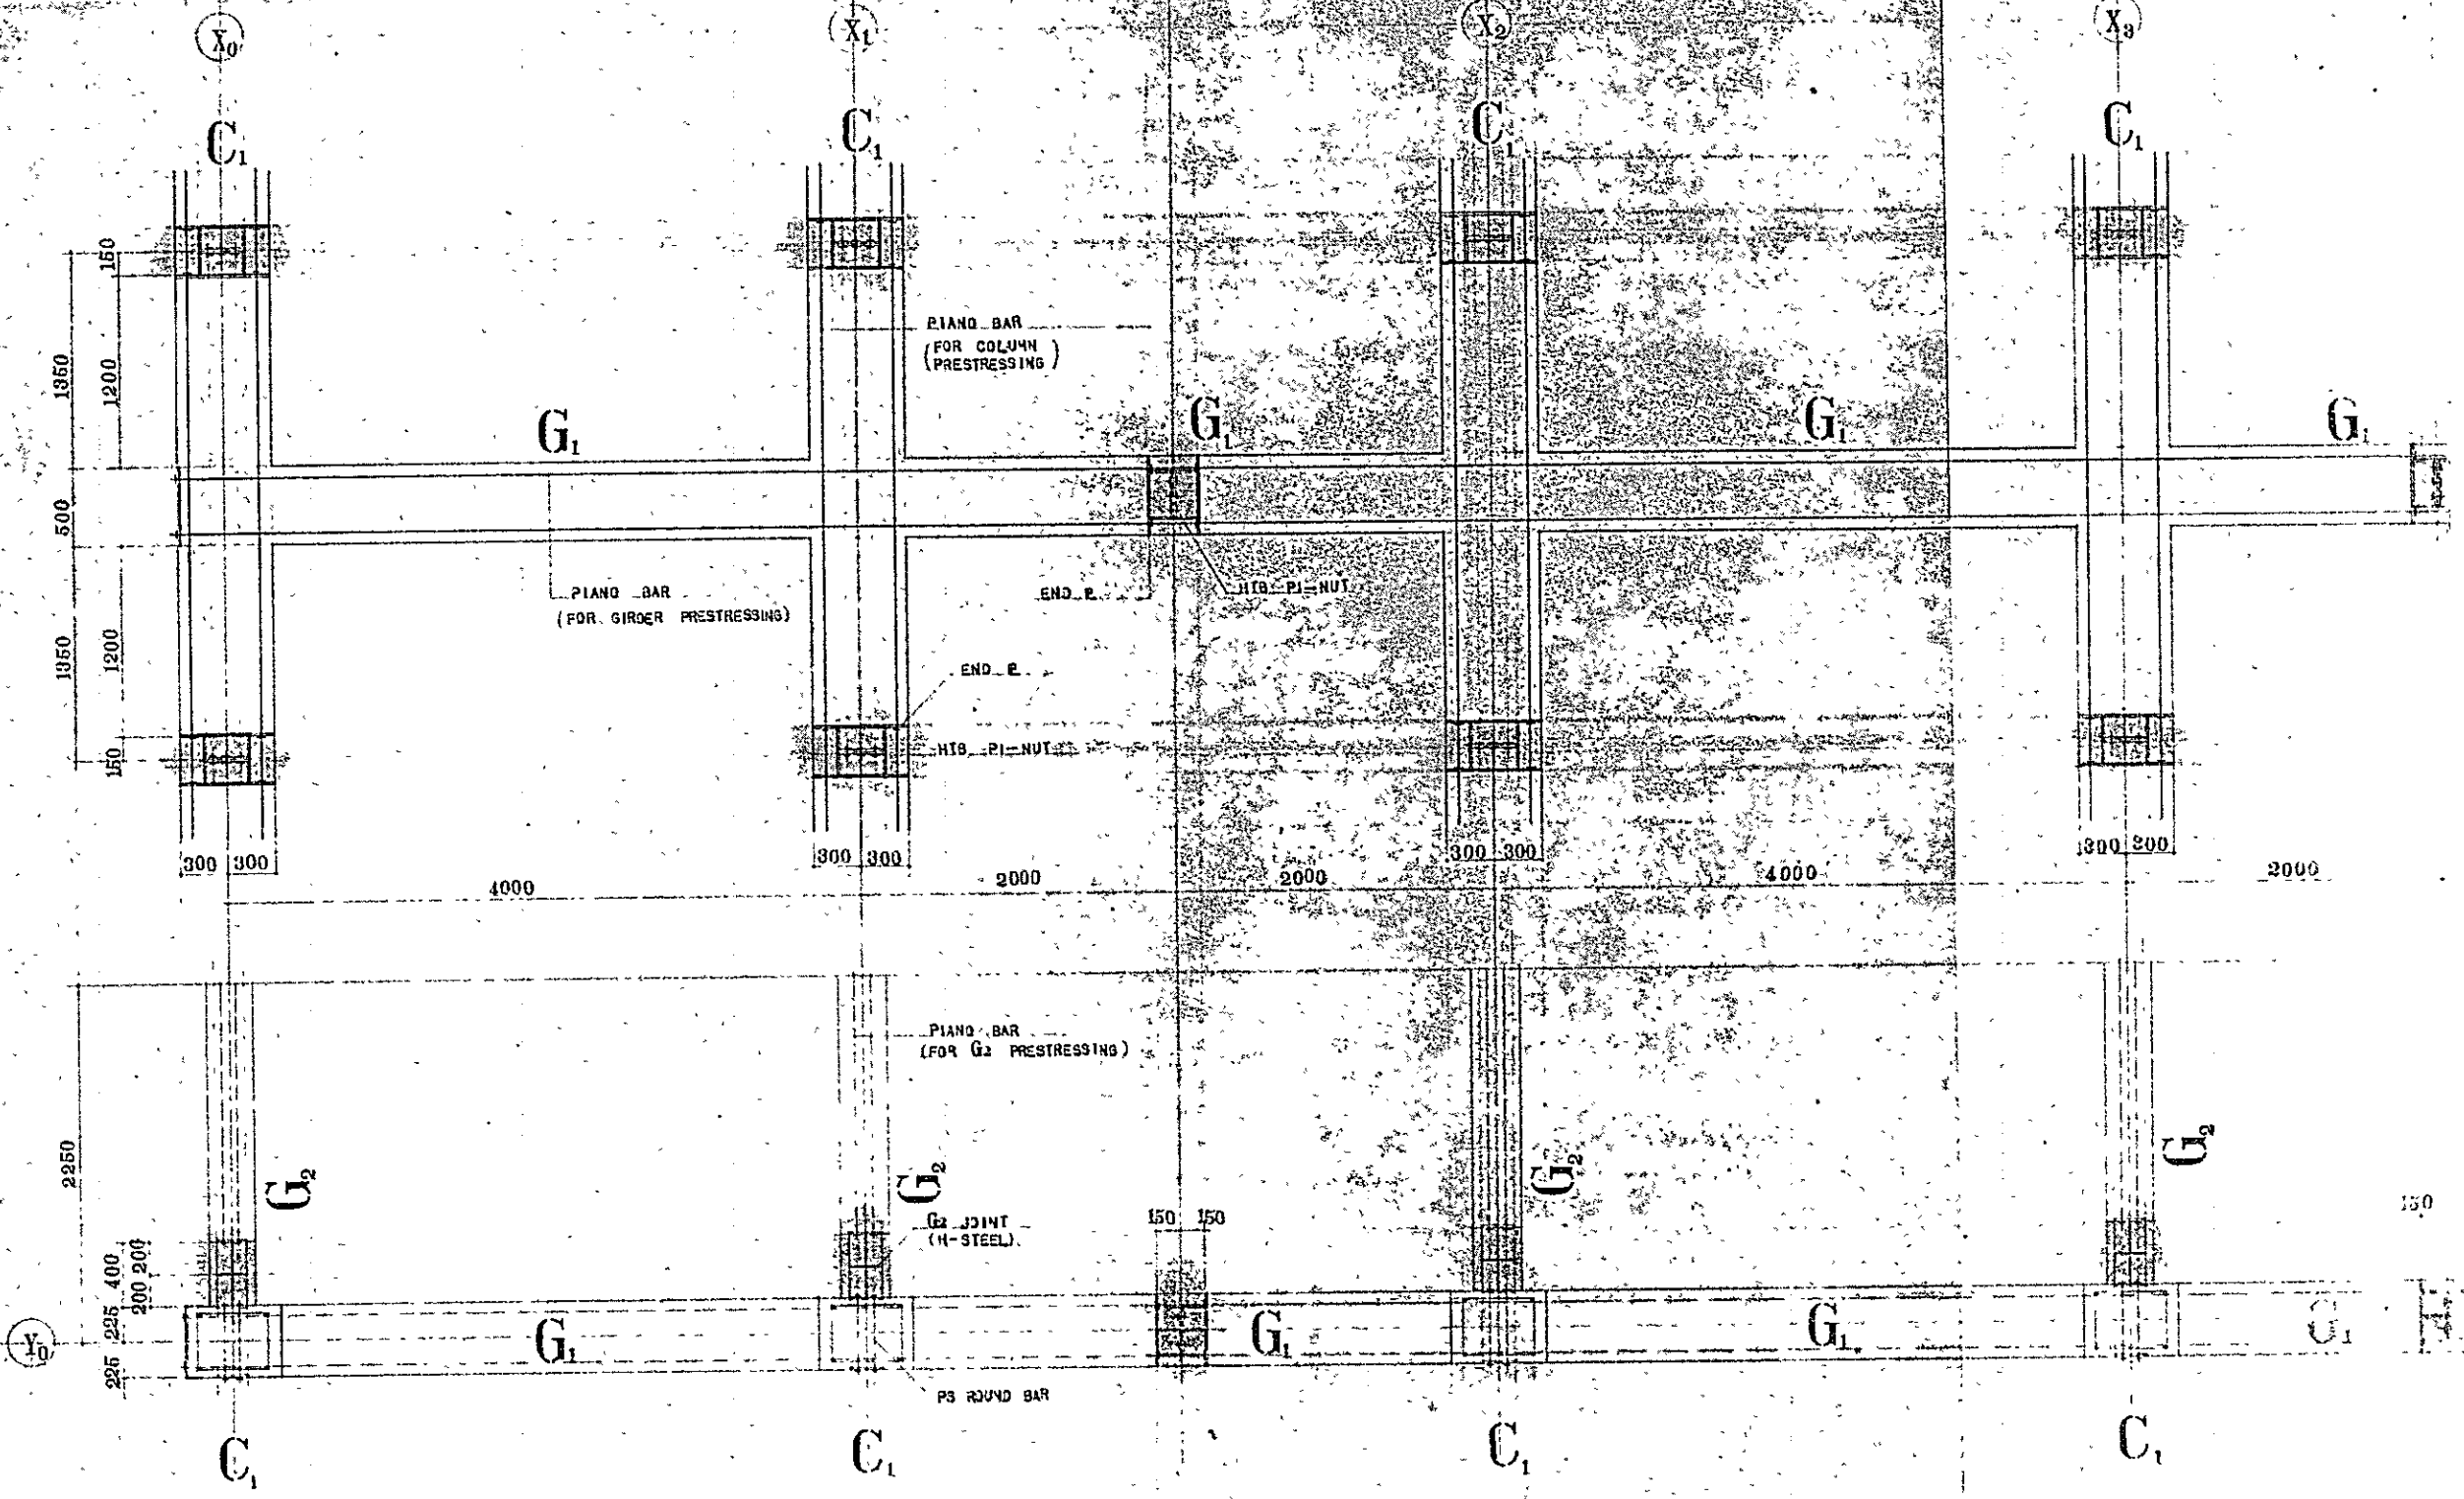 X₀ X₁ X₂ X₃
C₁ C₁ C₁ C₁
150
1350
1200
PIANO BAR
(FOR COLUMN
PRESTRESSING)
G₁ G₁ G₁ G₁
500
PIANO BAR
(FOR GIRDER PRESTRESSING)
END ⅊
HTB PI-NUT
1350
1200
END ⅊
HTB PI-NUT
150
300 300
300 300
300 300
300 300
4000 2000 2000 4000 2000
PIANO BAR
(FOR G₂ PRESTRESSING)
2250
G₂ G₂ G₂ G₂
G₂ JOINT
(H-STEEL)
150 150
150
400
200 200
225
225
Y₀
G₁ G₁ G₁ G₁
PS ROUND BAR
C₁ C₁ C₁ C₁